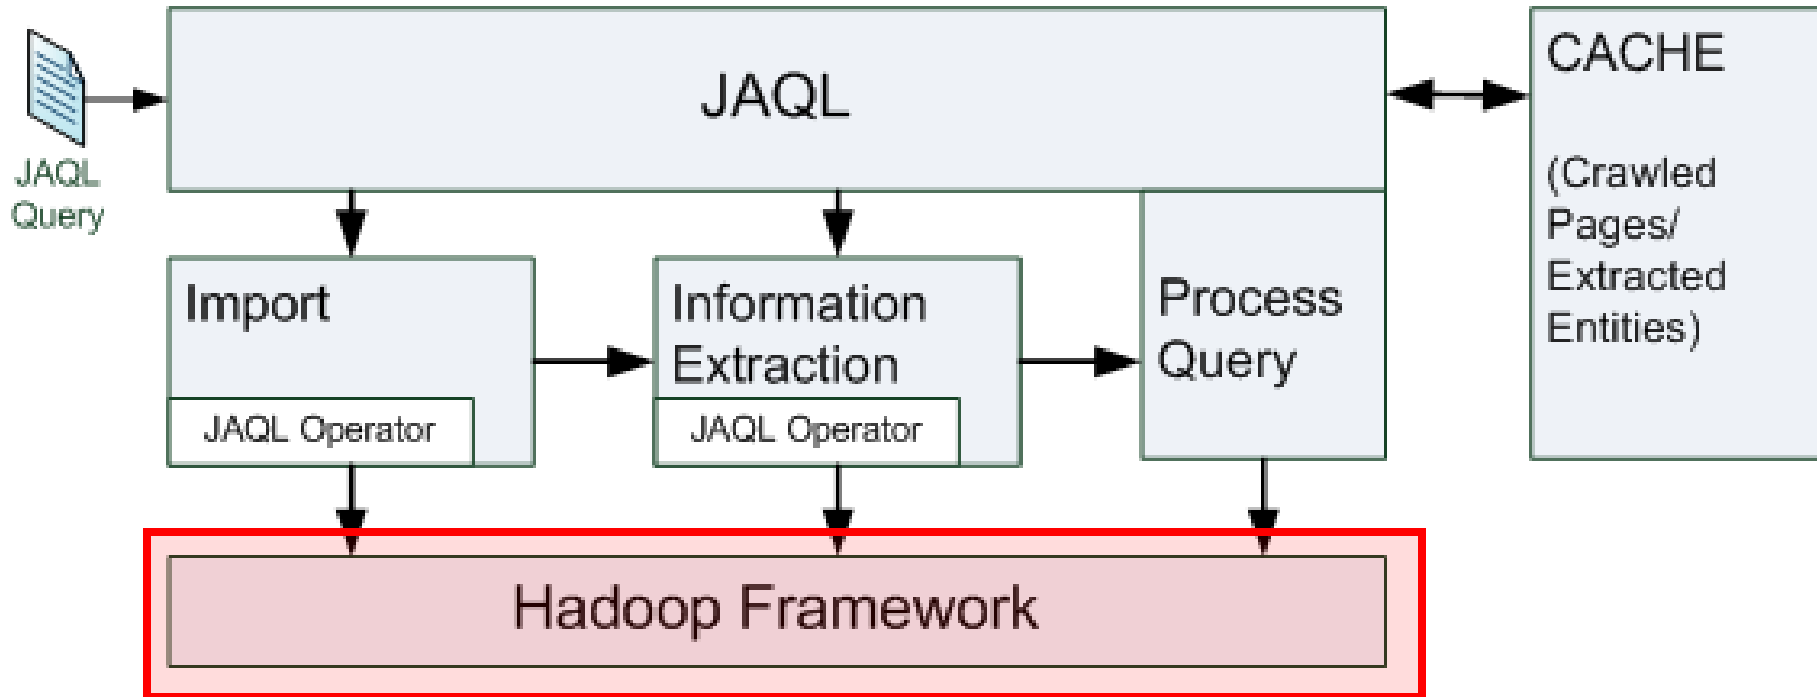 JAQL
Query
JAQL
CACHE
(Crawled
Pages/
Extracted
Entities)
Import
JAQL Operator
Information
Extraction
JAQL Operator
Process
Query
Hadoop Framework